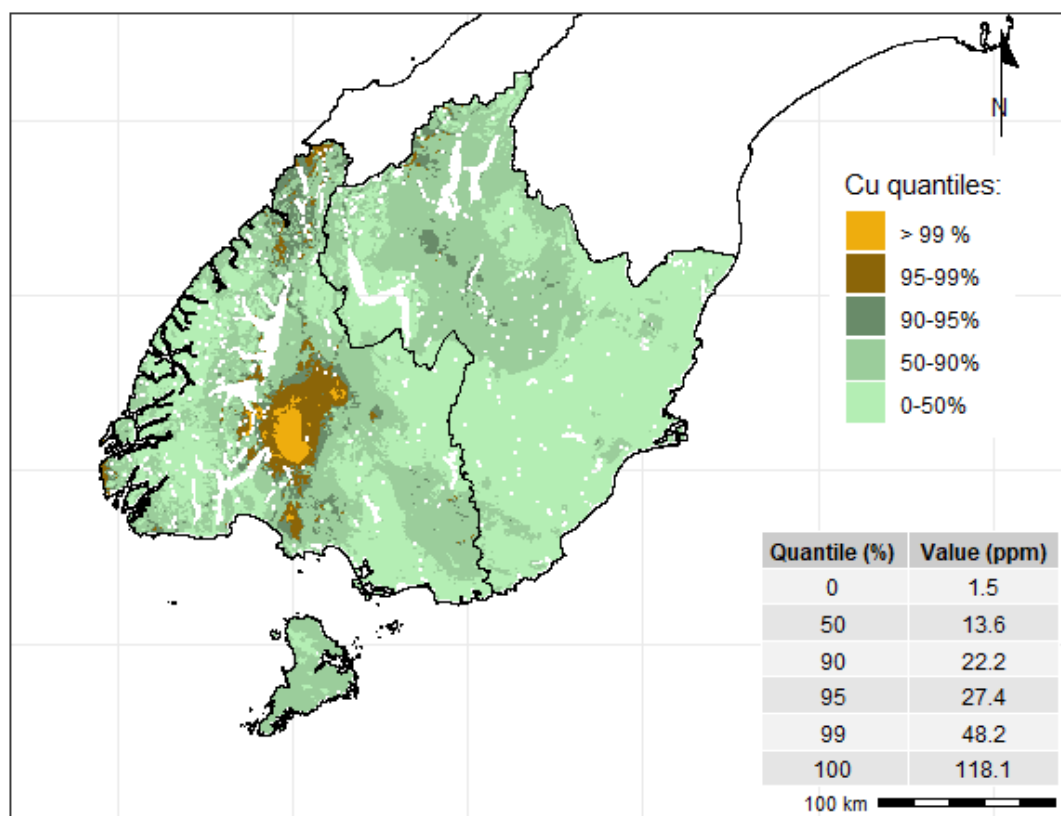 N
Cu quantiles:
> 99 %
95-99%
90-95%
50-90%
0-50%
Quantile (%) Value (ppm)
0 1.5
50 13.6
90 22.2
95 27.4
99 48.2
100 118.1
100 km